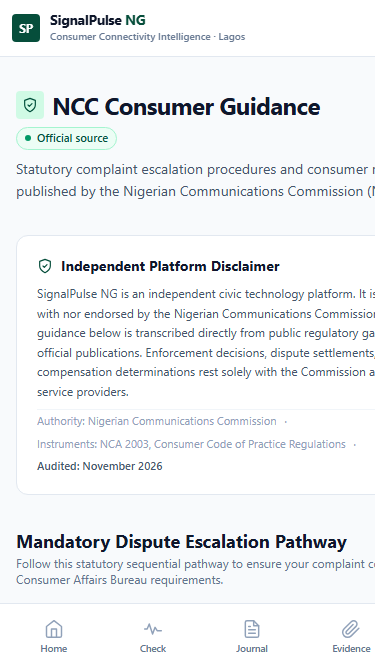 SP
SignalPulse NG
Consumer Connectivity Intelligence · Lagos
NCC Consumer Guidance
Official source
Statutory complaint escalation procedures and consumer
published by the Nigerian Communications Commission
Independent Platform Disclaimer
SignalPulse NG is an independent civic technology platform. It is
with nor endorsed by the Nigerian Communications Commission
guidance below is transcribed directly from public regulatory
official publications. Enforcement decisions, dispute settlements,
compensation determinations rest solely with the Commission
service providers.
Authority: Nigerian Communications Commission ·
Instruments: NCA 2003, Consumer Code of Practice Regulations ·
Audited: November 2026
Mandatory Dispute Escalation Pathway
Follow this statutory sequential pathway to ensure your complaint
Consumer Affairs Bureau requirements.
Home
Check
Journal
Evidence